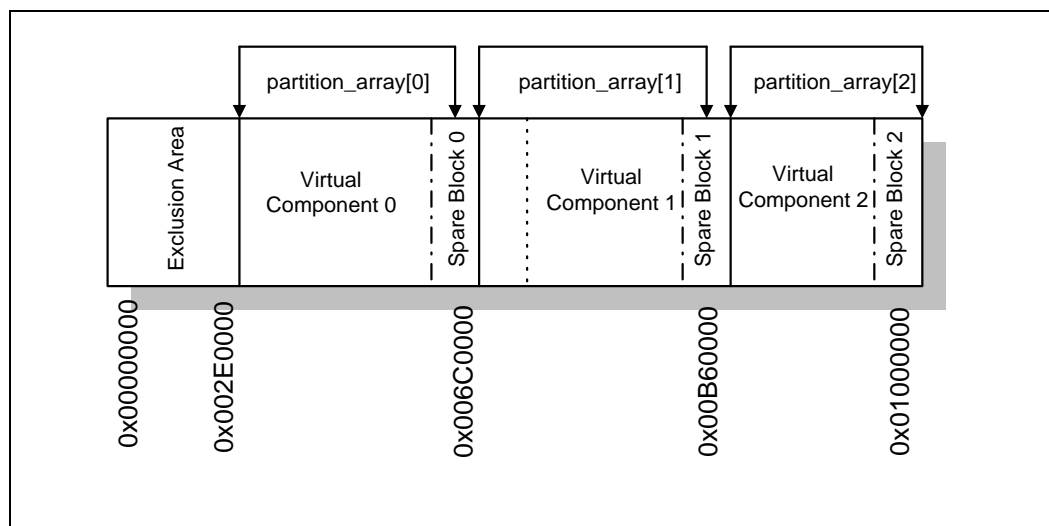 partition_array[0]
partition_array[1]
partition_array[2]
Exclusion Area
Virtual
Component 0
Spare Block 0
Virtual
Component 1
Spare Block 1
Virtual
Component 2
Spare Block 2
0x00000000
0x002E0000
0x006C0000
0x00B60000
0x01000000